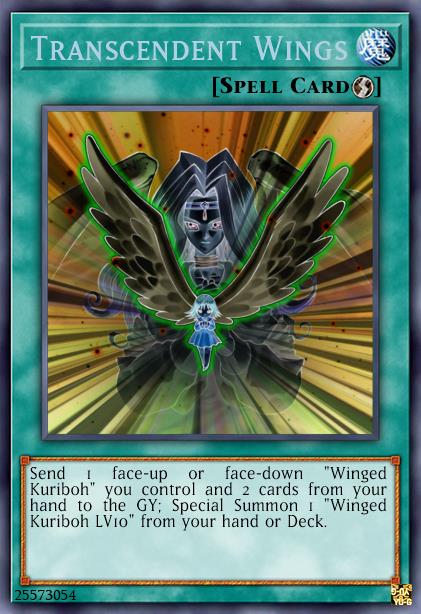 TRANSCENDENT WINGS
魔
[SPELL CARD]
Send 1 face-up or face-down "Winged
Kuriboh" you control and 2 cards from your
hand to the GY; Special Summon 1 "Winged
Kuriboh LV10" from your hand or Deck.
25573054